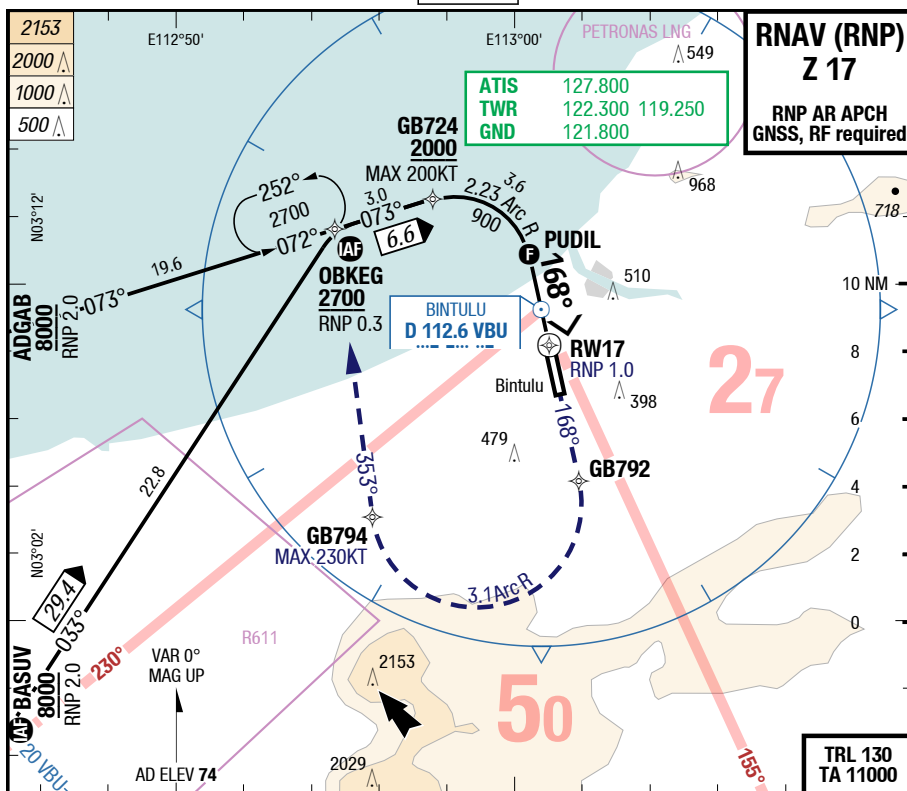 2153
2000
1000
500
E112°50'
E113°00'
PETRONAS LNG
549
RNAV (RNP)
Z 17
RNP AR APCH
GNSS, RF required
ATIS 127.800
TWR 122.300 119.250
GND 121.800
GB724
2000
MAX 200KT
968
718
N03°12'
252°
2700
072°
3.0
073°
6.6
3.6
2.23 Arc R
900
PUDIL
F
168°
IAF
OBKEG
2700
RNP 0.3
19.6
073°
ADGAB
8000
RNP 2.0
510
10 NM
BINTULU
D 112.6 VBU
RW17
RNP 1.0
8
Bintulu
398
27
6
479
168°
GB792
4
353°
22.8
GB794
MAX 230KT
2
N03°02'
3.1 Arc R
0
29.4
033°
R611
230°
VAR 0°
MAG UP
2153
IAF
BASUV
8000
RNP 2.0
50
20 VBU
155°
AD ELEV 74
2029
TRL 130
TA 11000